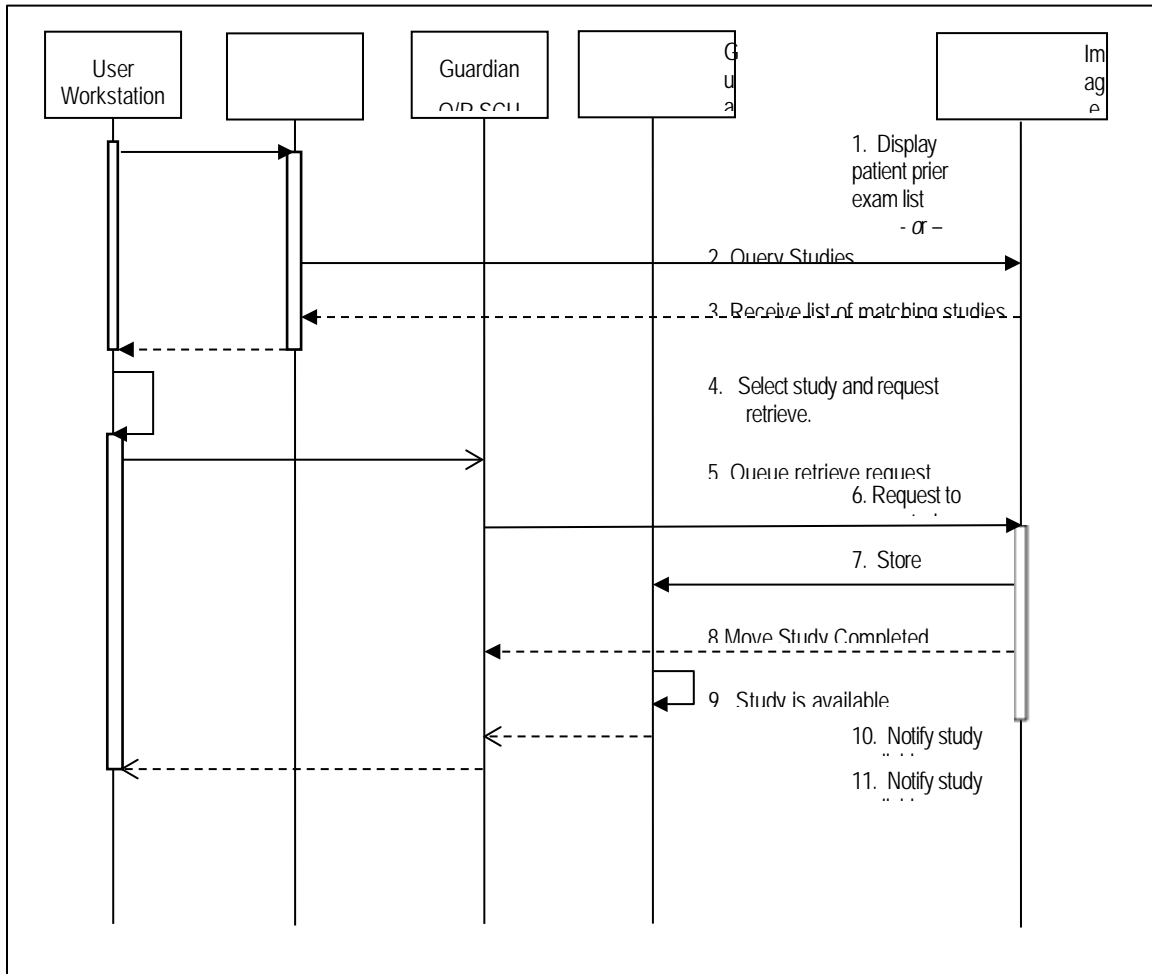 User
Workstation
Guardian
Q/R SCU
G
u
a
Im
ag
e
1. Display
patient prier
exam list
- or –
2. Query Studies
3. Receive list of matching studies
4. Select study and request
retrieve.
5. Queue retrieve request
6. Request to
7. Store
8 Move Study Completed
9 Study is available
10. Notify study
11. Notify study